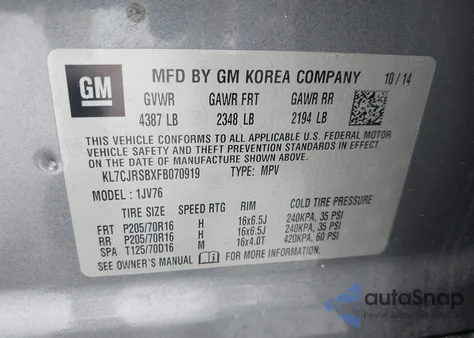 GM MFD BY GM KOREA COMPANY 10/14
GVWR GAWR FRT GAWR RR
4387 LB 2348 LB 2194 LB
THIS VEHICLE CONFORMS TO ALL APPLICABLE U.S. FEDERAL MOTOR
VEHICLE SAFETY AND THEFT PREVENTION STANDARDS IN EFFECT ON
THE DATE OF MANUFACTURE SHOWN ABOVE.
KL7CJRSBXFB070919 TYPE: MPV
MODEL: 1JV76
TIRE SIZE SPEED RTG RIM COLD TIRE PRESSURE
FRT P205/70R16 H 16x6.5J 240KPA, 35 PSI
RR P205/70R16 H 16x6.5J 240KPA, 35 PSI
SPA T125/70D16 M 16x4.0T 420KPA, 60 PSI
SEE OWNER'S MANUAL FOR MORE INFORMATION
autoSnap